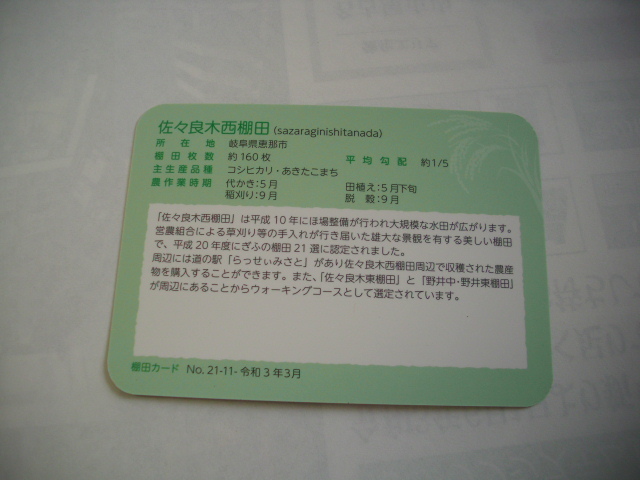 佐々良木西棚田 (sazaraginishitanada)
所在地 岐阜県恵那市
棚田枚数 約160枚 平均勾配 約1/5
主生産品種 コシヒカリ・あきたこまち
農作業時期 代かき:5月 田植え:5月下旬
稲刈り:9月 脱穀:9月
「佐々良木西棚田」は平成10年にほ場整備が行われ大規模な水田が広がります。
営農組合による草刈り等の手入れが行き届いた雄大な景観を有する美しい棚田
で、平成20年度にぎふの棚田21選に認定されました。
周辺には道の駅「らっせぃみさと」があり佐々良木西棚田周辺で収穫された農産
物を購入することができます。また、「佐々良木東棚田」と「野井中・野井東棚田」
が周辺にあることからウォーキングコースとして選定されています。
棚田カード No. 21-11- 令和3年3月